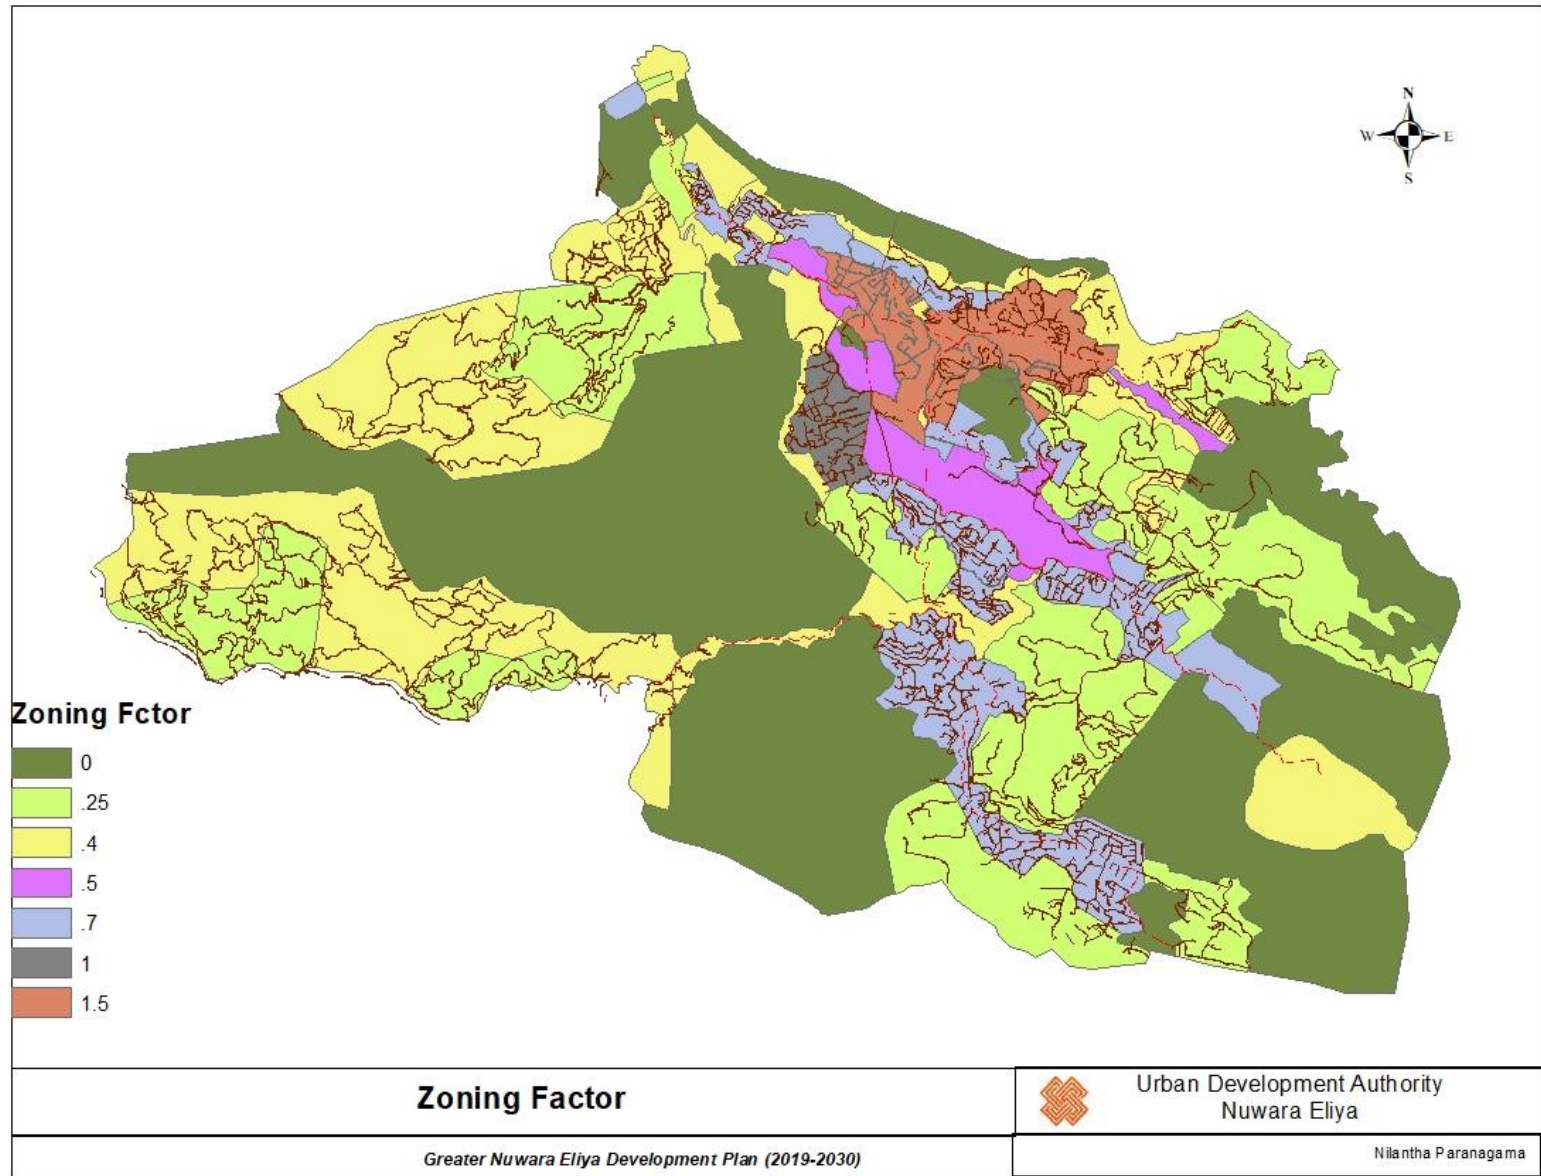 N
W E
S
Zoning Fctor
0
.25
.4
.5
.7
1
1.5
Zoning Factor
Urban Development Authority
Nuwara Eliya
Greater Nuwara Eliya Development Plan (2019-2030)
Nilantha Paranagama